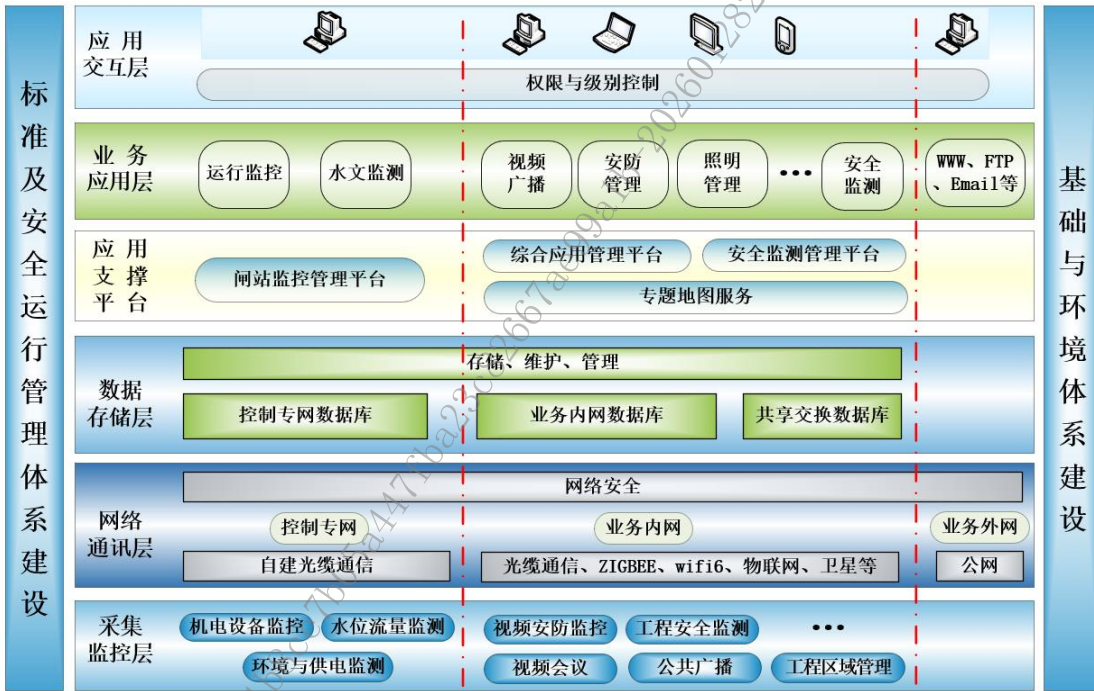 标准及安全运行管理体系建设
应 用
交互层
权限与级别控制
业 务
应用层
运行监控
水文监测
视频
广播
安防
管理
照明
管理
•••
安全
监测
WWW、FTP
、Email等
应 用
支 撑
平 台
闸站监控管理平台
综合应用管理平台
安全监测管理平台
专题地图服务
数据
存储层
存储、维护、管理
控制专网数据库
业务内网数据库
共享交换数据库
网络
通讯层
网络安全
控制专网
业务内网
业务外网
自建光缆通信
光缆通信、ZIGBEE、wifi6、物联网、卫星等
公网
采集
监控层
机电设备监控
水位流量监测
视频安防监控
工程安全监测
•••
环境与供电监测
视频会议
公共广播
工程区域管理
基础与环境体系建设